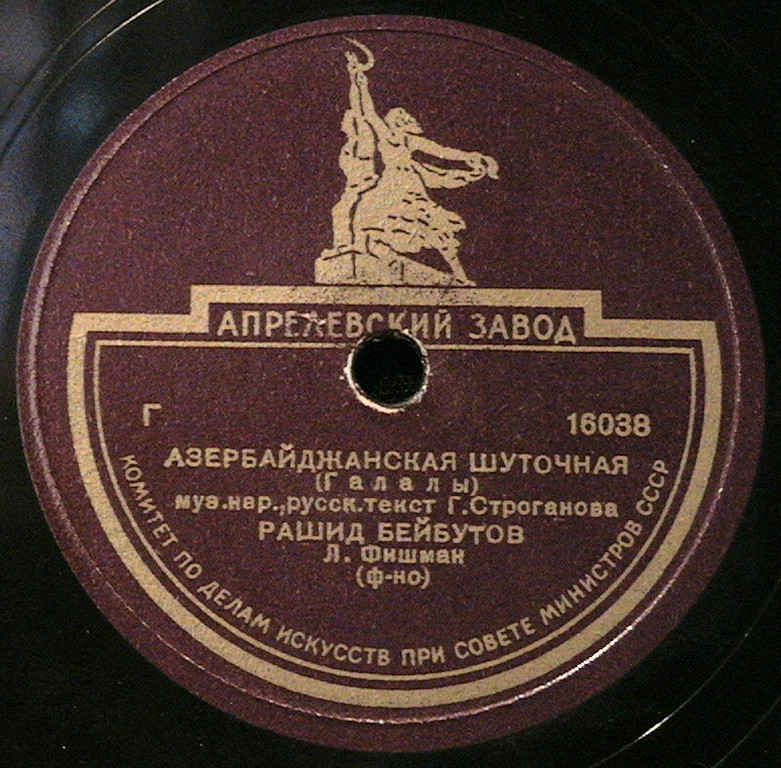 АПРЕЛЕВСКИЙ ЗАВОД
Г 16038
АЗЕРБАЙДЖАНСКАЯ ШУТОЧНАЯ
(Галалы)
муз.нар.,русск.текст Г.Строганова
РАШИД БЕЙБУТОВ
Л. Фишман
(ф-но)
КОМИТЕТ ПО ДЕЛАМ ИСКУССТВ ПРИ СОВЕТЕ МИНИСТРОВ СССР